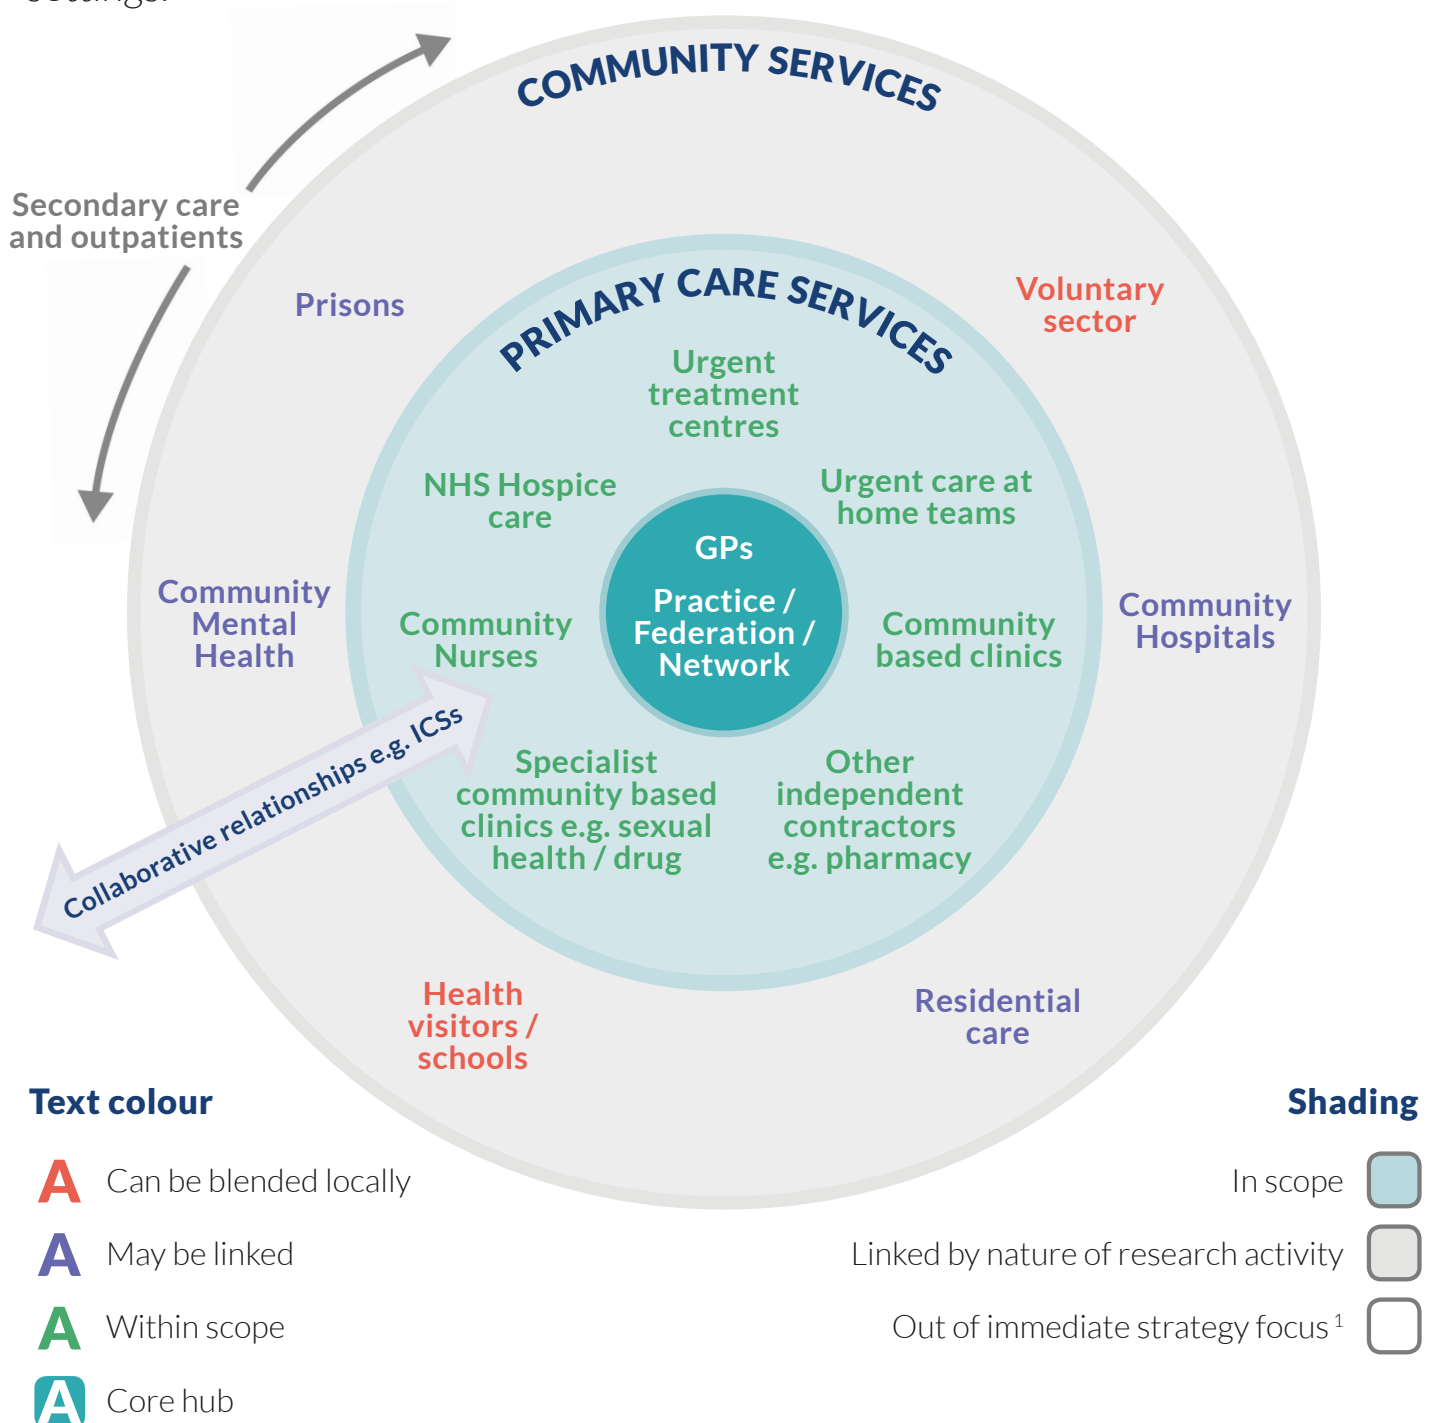 COMMUNITY SERVICES
Secondary care
and outpatients
Prisons
Voluntary
sector
PRIMARY CARE SERVICES
Urgent
treatment
centres
NHS Hospice
care
Urgent care at
home teams
GPs
Practice /
Federation /
Network
Community
Mental
Health
Community
Nurses
Community
based clinics
Community
Hospitals
Collaborative relationships e.g. ICSs
Specialist
community based
clinics e.g. sexual
health / drug
Other
independent
contractors
e.g. pharmacy
Health
visitors /
schools
Residential
care
Text colour
A Can be blended locally
A May be linked
A Within scope
A Core hub
Shading
In scope
Linked by nature of research activity
Out of immediate strategy focus 1